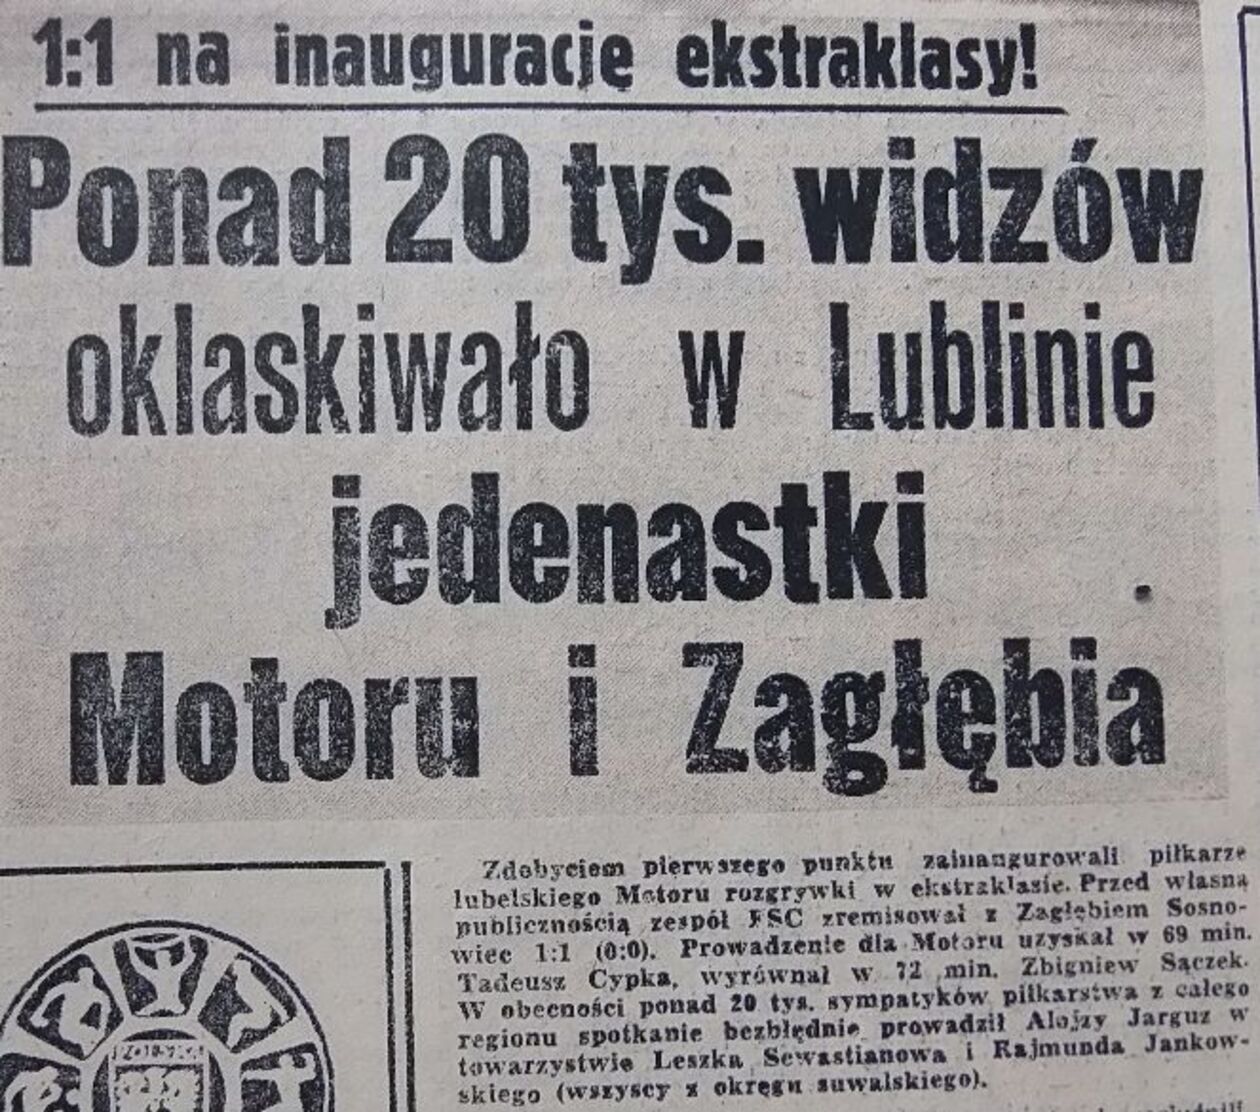 1:1 na inaugurację ekstraklasy!
Ponad 20 tys. widzów
oklaskiwało w Lublinie
jedenastki
Motoru i Zagłębia
Zdobyciem pierwszego punktu zainaugurowali piłkarze
lubelskiego Motoru rozgrywki w ekstraklasie. Przed własną
publicznością zespół FSC zremisował z Zagłębiem Sosno-
wiec 1:1 (0:0). Prowadzenie dla Motoru uzyskał w 69 min.
Tadeusz Cypka, wyrównał w 72 min. Zbigniew Sączek.
W obecności ponad 20 tys. sympatyków piłkarstwa z całego
regionu spotkanie bezbłędnie prowadził Alojzy Jarguz w
towarzystwie Leszka Sewastianowa i Rajmunda Jankow-
skiego (wszyscy z okręgu suwalskiego).